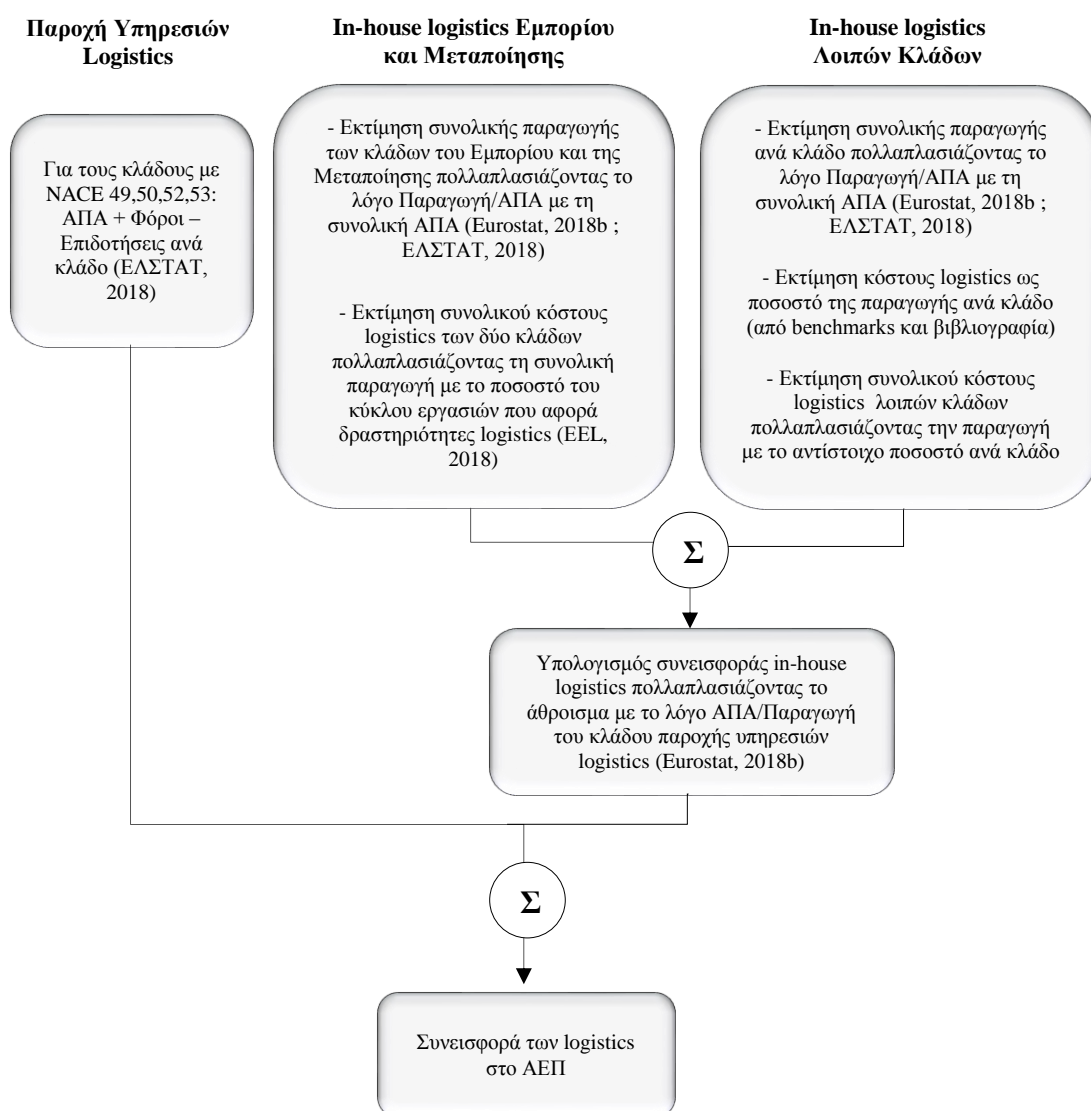 Παροχή Υπηρεσιών
Logistics
In-house logistics Εμπορίου
και Μεταποίησης
In-house logistics
Λοιπών Κλάδων
Για τους κλάδους με
NACE 49,50,52,53:
ΑΠΑ + Φόροι –
Επιδοτήσεις ανά
κλάδο (ΕΛΣΤΑΤ,
2018)
- Εκτίμηση συνολικής παραγωγής
των κλάδων του Εμπορίου και της
Μεταποίησης πολλαπλασιάζοντας το
λόγο Παραγωγή/ΑΠΑ με τη
συνολική ΑΠΑ (Eurostat, 2018b ;
ΕΛΣΤΑΤ, 2018)
- Εκτίμηση συνολικού κόστους
logistics των δύο κλάδων
πολλαπλασιάζοντας τη συνολική
παραγωγή με το ποσοστό του
κύκλου εργασιών που αφορά
δραστηριότητες logistics (EEL,
2018)
- Εκτίμηση συνολικής παραγωγής
ανά κλάδο πολλαπλασιάζοντας το
λόγο Παραγωγή/ΑΠΑ με τη
συνολική ΑΠΑ (Eurostat, 2018b ;
ΕΛΣΤΑΤ, 2018)
- Εκτίμηση κόστους logistics ως
ποσοστό της παραγωγής ανά κλάδο
(από benchmarks και βιβλιογραφία)
- Εκτίμηση συνολικού κόστους
logistics λοιπών κλάδων
πολλαπλασιάζοντας την παραγωγή
με το αντίστοιχο ποσοστό ανά κλάδο
Σ
Υπολογισμός συνεισφοράς in-house
logistics πολλαπλασιάζοντας το
άθροισμα με το λόγο ΑΠΑ/Παραγωγή
του κλάδου παροχής υπηρεσιών
logistics (Eurostat, 2018b)
Σ
Συνεισφορά των logistics
στο ΑΕΠ